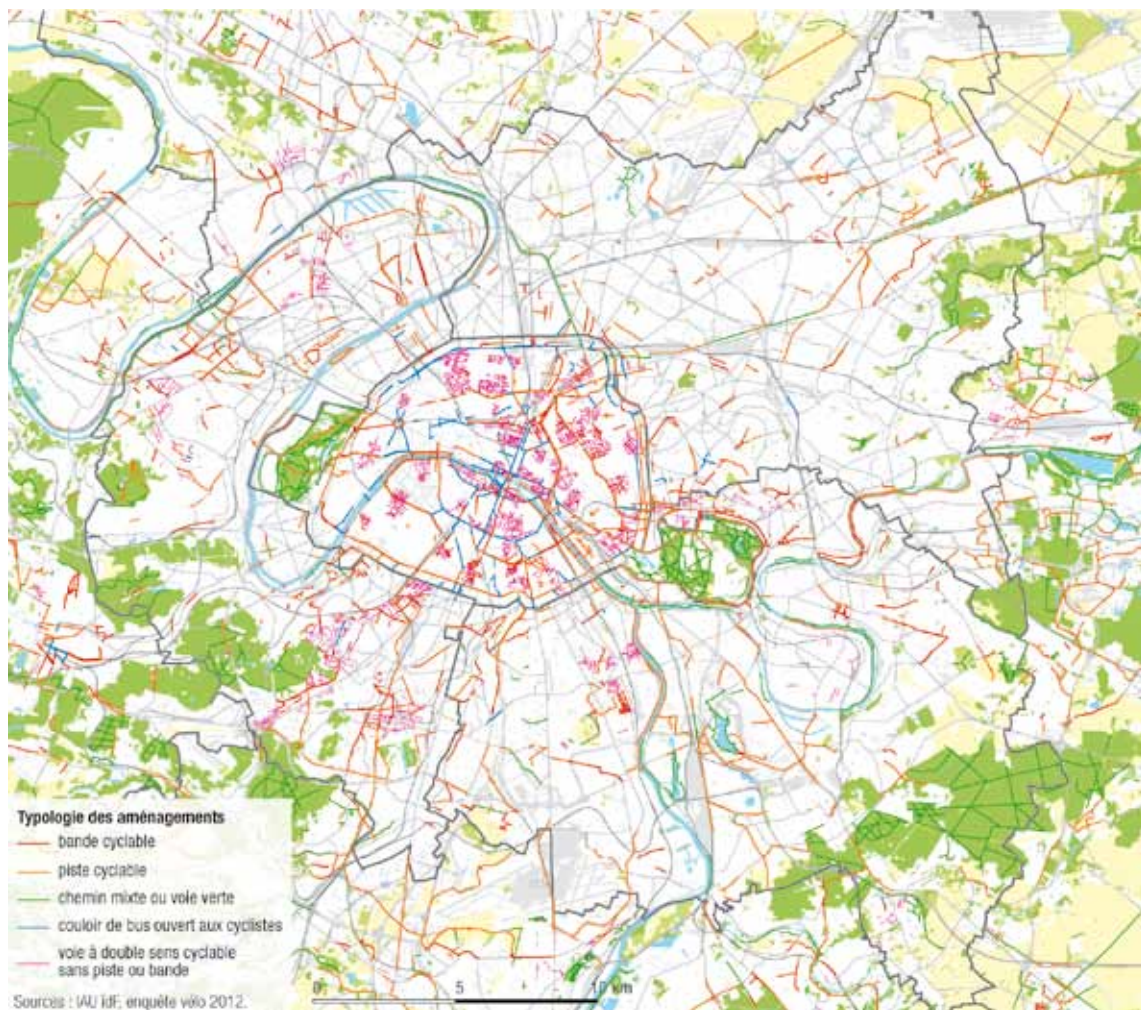 Typologie des aménagements
bande cyclable
piste cyclable
chemin mixte ou voie verte
couloir de bus ouvert aux cyclistes
voie à double sens cyclable
sans piste ou bande
Sources : IAU îdF, enquête vélo 2012.
0 5 10 km